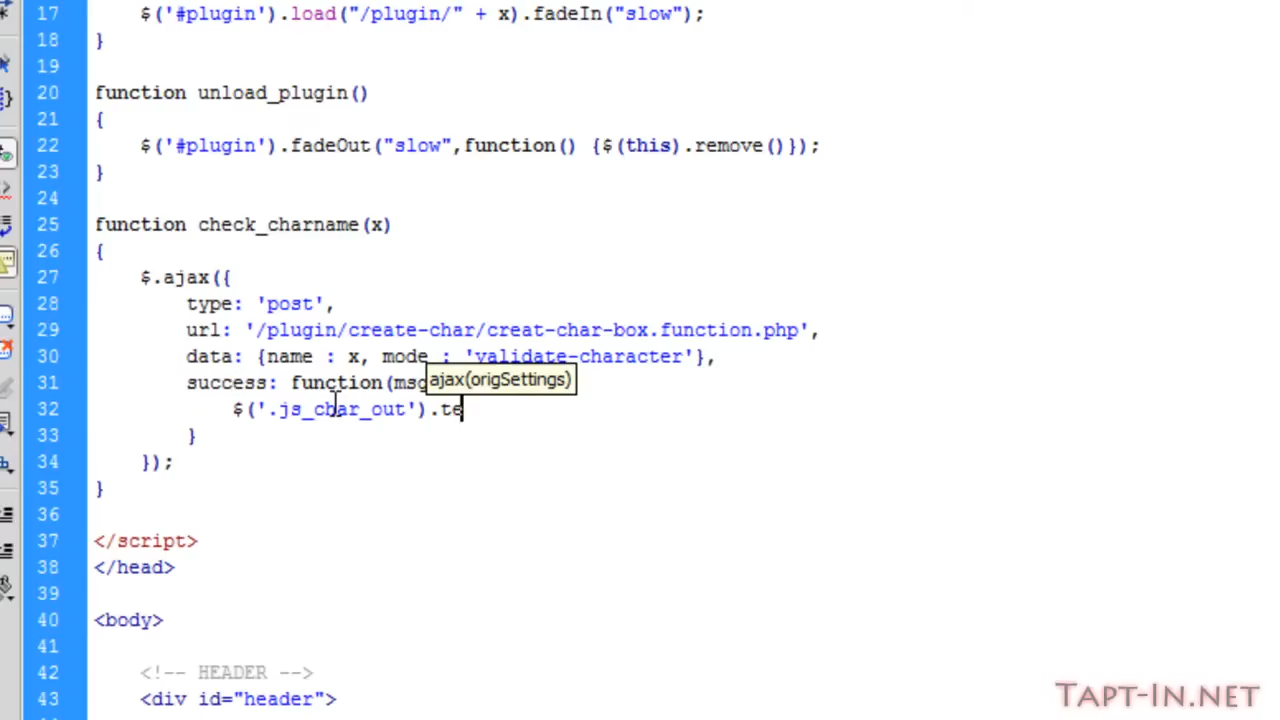 17 $('#plugin').load("/plugin/" + x).fadeIn("slow");
18 }
19
20 function unload_plugin()
21 {
22 $('#plugin').fadeOut("slow",function() {$(this).remove()});
23 }
24
25 function check_charname(x)
26 {
27 $.ajax({
28 type: 'post',
29 url: '/plugin/create-char/creat-char-box.function.php',
30 data: {name : x, mode : 'validate-character'},
31 success: function(msg
ajax(origSettings)
32 $('.js_char_out').te
33 }
34 });
35 }
36
37 </script>
38 </head>
39
40 <body>
41
42 <!-- HEADER -->
43 <div id="header">
TAPT-IN.NET